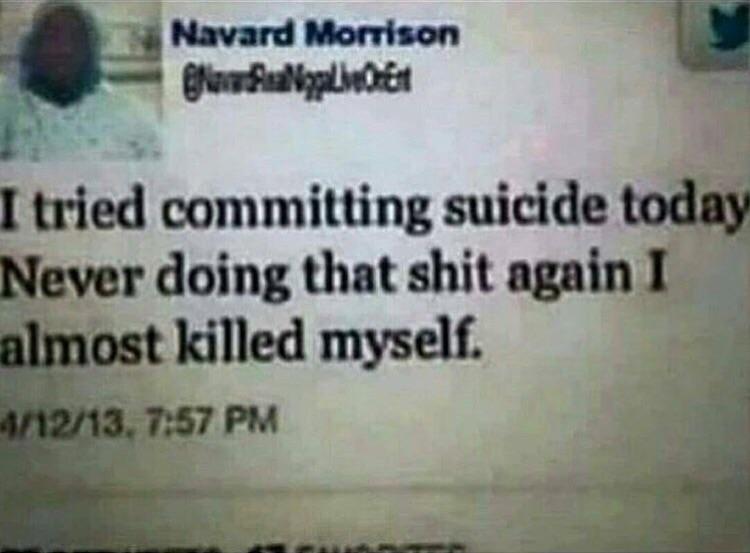 Navard Morrison
I tried committing suicide today
Never doing that shit again I
almost killed myself.
4/12/13, 7:57 PM